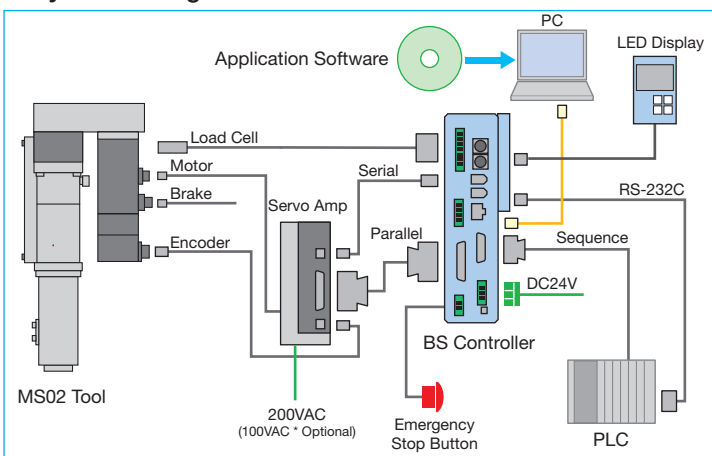 PC
LED Display
Application Software
Load Cell
Motor
Serial
Brake
RS-232C
Servo Amp
Encoder
Parallel
Sequence
DC24V
BS Controller
MS02 Tool
200VAC
(100VAC * Optional)
Emergency
Stop Button
PLC